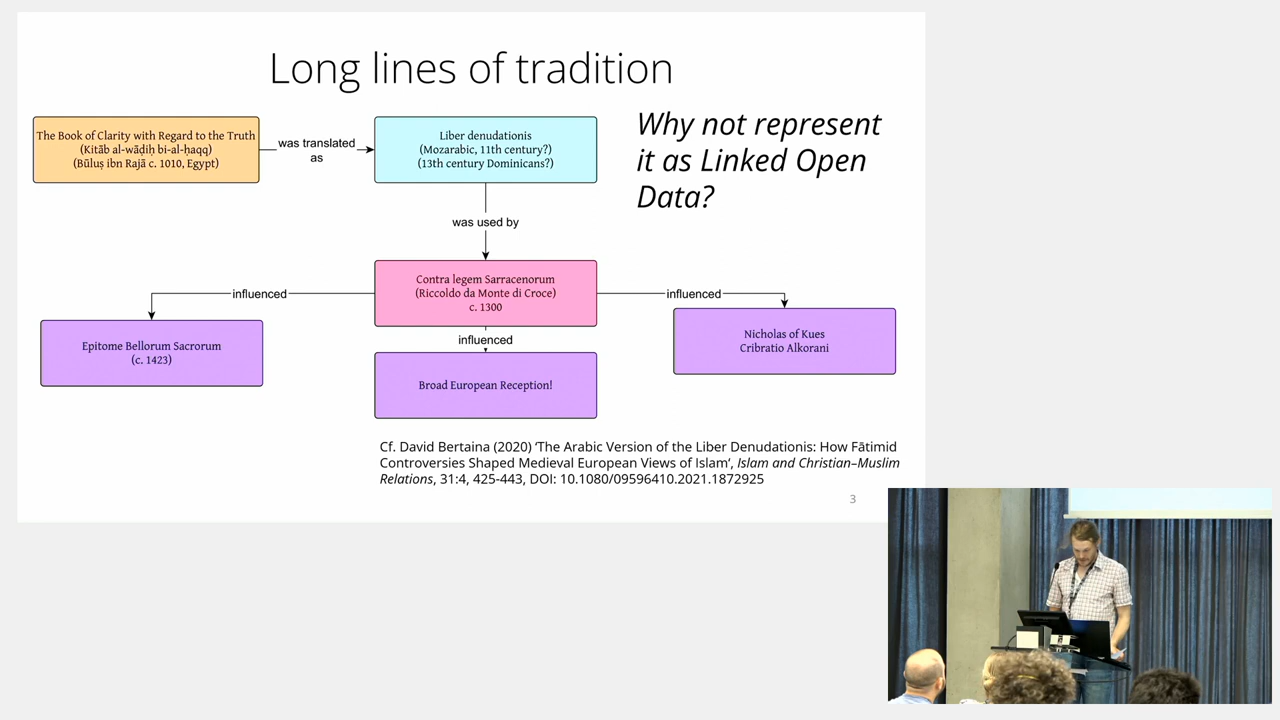 Long lines of tradition
The Book of Clarity with Regard to the Truth
(Kitāb al-wāḍiḥ bi-al-ḥaqq)
(Būluṣ ibn Rajā c. 1010, Egypt)
was translated
as
Liber denudationis
(Mozarabic, 11th century?)
(13th century Dominicans?)
Why not represent
it as Linked Open
Data?
was used by
Contra legem Sarracenorum
(Riccoldo da Monte di Croce)
c. 1300
influenced
influenced
influenced
Epitome Bellorum Sacrorum
(c. 1423)
Broad European Reception!
Nicholas of Kues
Cribratio Alkorani
Cf. David Bertaina (2020) ‘The Arabic Version of the Liber Denudationis: How Fātimid
Controversies Shaped Medieval European Views of Islam’, Islam and Christian–Muslim
Relations, 31:4, 425-443, DOI: 10.1080/09596410.2021.1872925
3